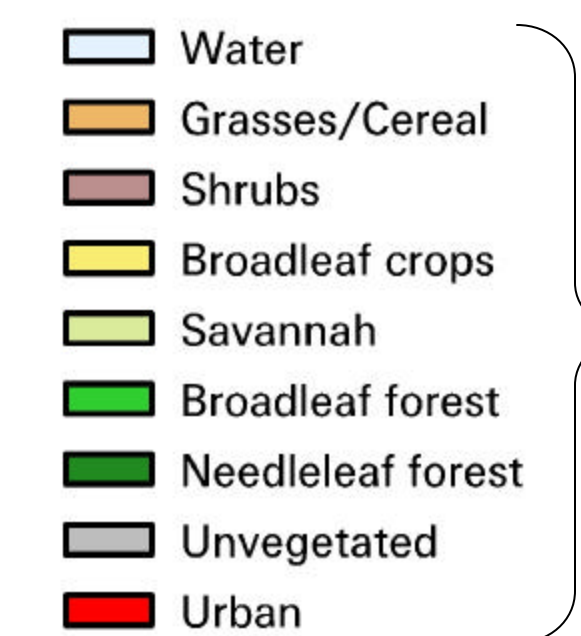 Water
Grasses/Cereal
Shrubs
Broadleaf crops
Savannah
Broadleaf forest
Needleleaf forest
Unvegetated
Urban